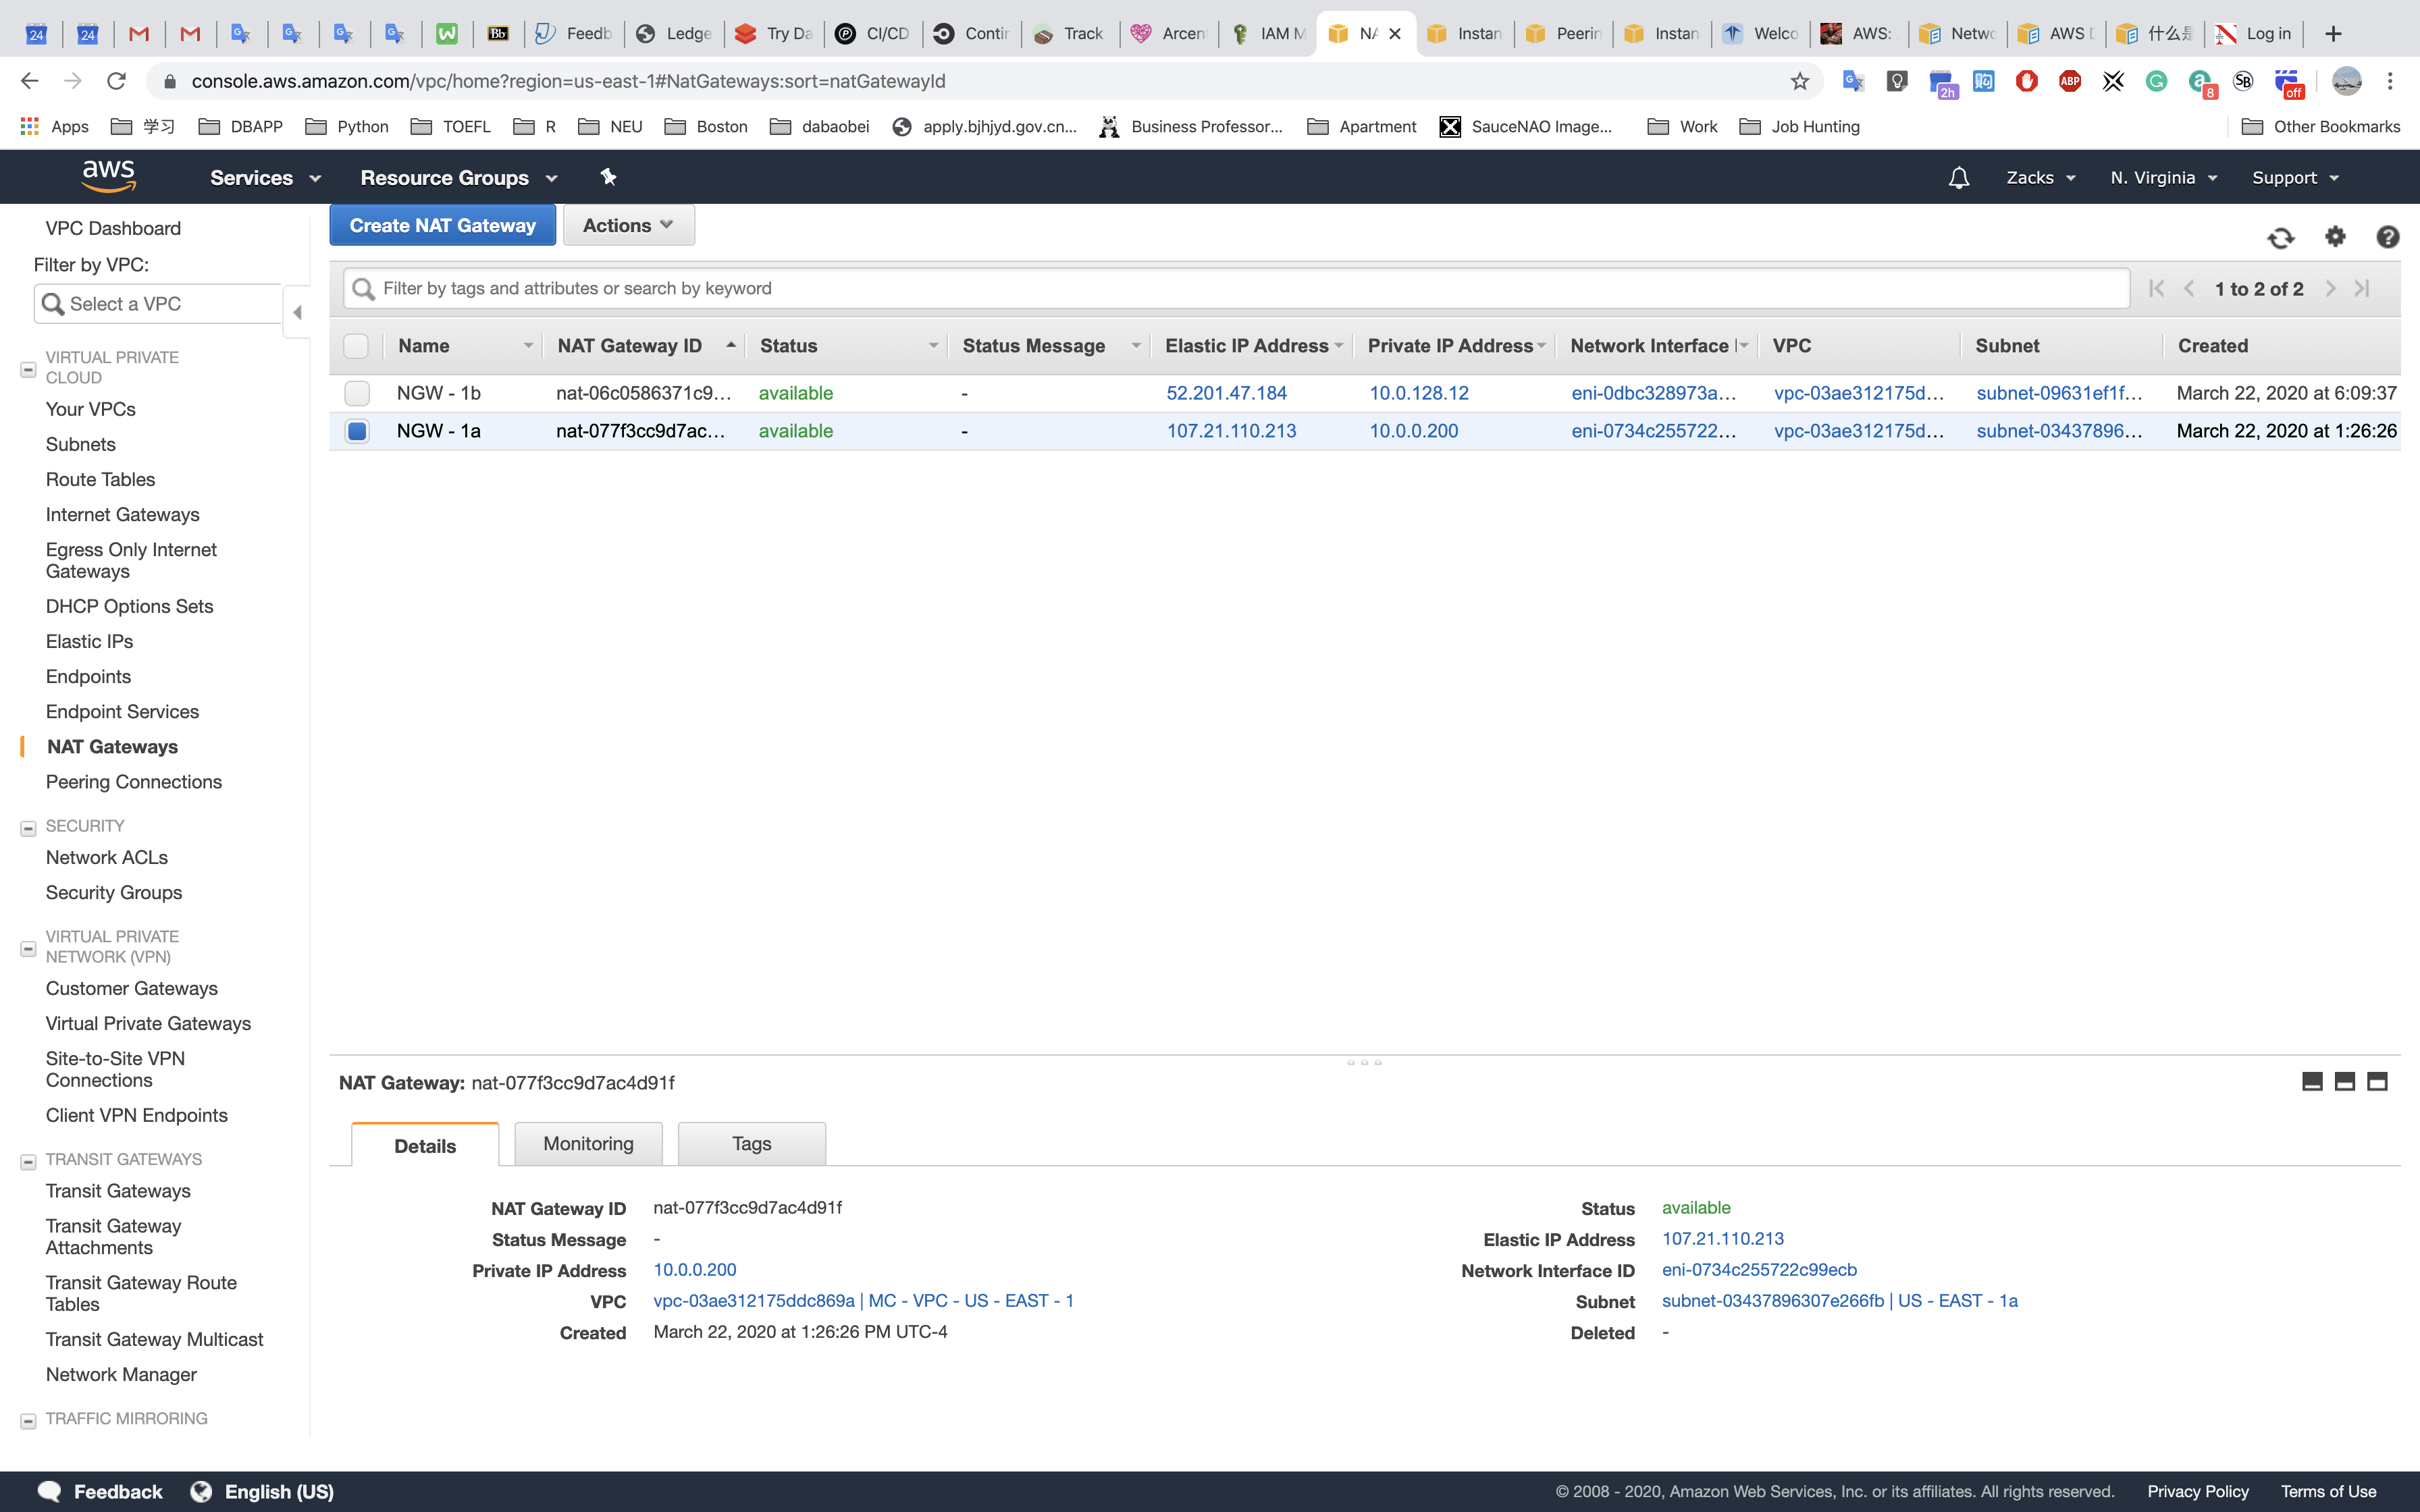 24
24
Bb
Feedb
Ledge
Try Da
CI/CD
Contin
Track
Arcen
IAM M
NA
Instan
Peerin
Instan
Welco
AWS:
Netwo
AWS D
什么是
Log in
console.aws.amazon.com/vpc/home?region=us-east-1#NatGateways:sort=natGatewayId
2h
ABP
8
SB
off
Apps
学习
DBAPP
Python
TOEFL
R
NEU
Boston
dabaobei
apply.bjhjyd.gov.cn...
Business Professor...
Apartment
SauceNAO Image...
Work
Job Hunting
Other Bookmarks
aws
Services
Resource Groups
Zacks
N. Virginia
Support
VPC Dashboard
Filter by VPC:
Select a VPC
VIRTUAL PRIVATE
CLOUD
Your VPCs
Subnets
Route Tables
Internet Gateways
Egress Only Internet
Gateways
DHCP Options Sets
Elastic IPs
Endpoints
Endpoint Services
NAT Gateways
Peering Connections
SECURITY
Network ACLs
Security Groups
VIRTUAL PRIVATE
NETWORK (VPN)
Customer Gateways
Virtual Private Gateways
Site-to-Site VPN
Connections
Client VPN Endpoints
TRANSIT GATEWAYS
Transit Gateways
Transit Gateway
Attachments
Transit Gateway Route
Tables
Transit Gateway Multicast
Network Manager
TRAFFIC MIRRORING
Create NAT Gateway
Actions
Filter by tags and attributes or search by keyword
1 to 2 of 2
Name NAT Gateway ID Status Status Message Elastic IP Address Private IP Address Network Interface I VPC Subnet Created
NGW - 1b nat-06c0586371c9... available - 52.201.47.184 10.0.128.12 eni-0dbc328973a... vpc-03ae312175d... subnet-09631ef1f... March 22, 2020 at 6:09:37
NGW - 1a nat-077f3cc9d7ac... available - 107.21.110.213 10.0.0.200 eni-0734c255722... vpc-03ae312175d... subnet-03437896... March 22, 2020 at 1:26:26
NAT Gateway: nat-077f3cc9d7ac4d91f
Details
Monitoring
Tags
NAT Gateway ID nat-077f3cc9d7ac4d91f
Status available
Status Message -
Elastic IP Address 107.21.110.213
Private IP Address 10.0.0.200
Network Interface ID eni-0734c255722c99ecb
VPC vpc-03ae312175ddc869a | MC - VPC - US - EAST - 1
Subnet subnet-03437896307e266fb | US - EAST - 1a
Created March 22, 2020 at 1:26:26 PM UTC-4
Deleted -
Feedback
English (US)
© 2008 - 2020, Amazon Web Services, Inc. or its affiliates. All rights reserved.
Privacy Policy
Terms of Use